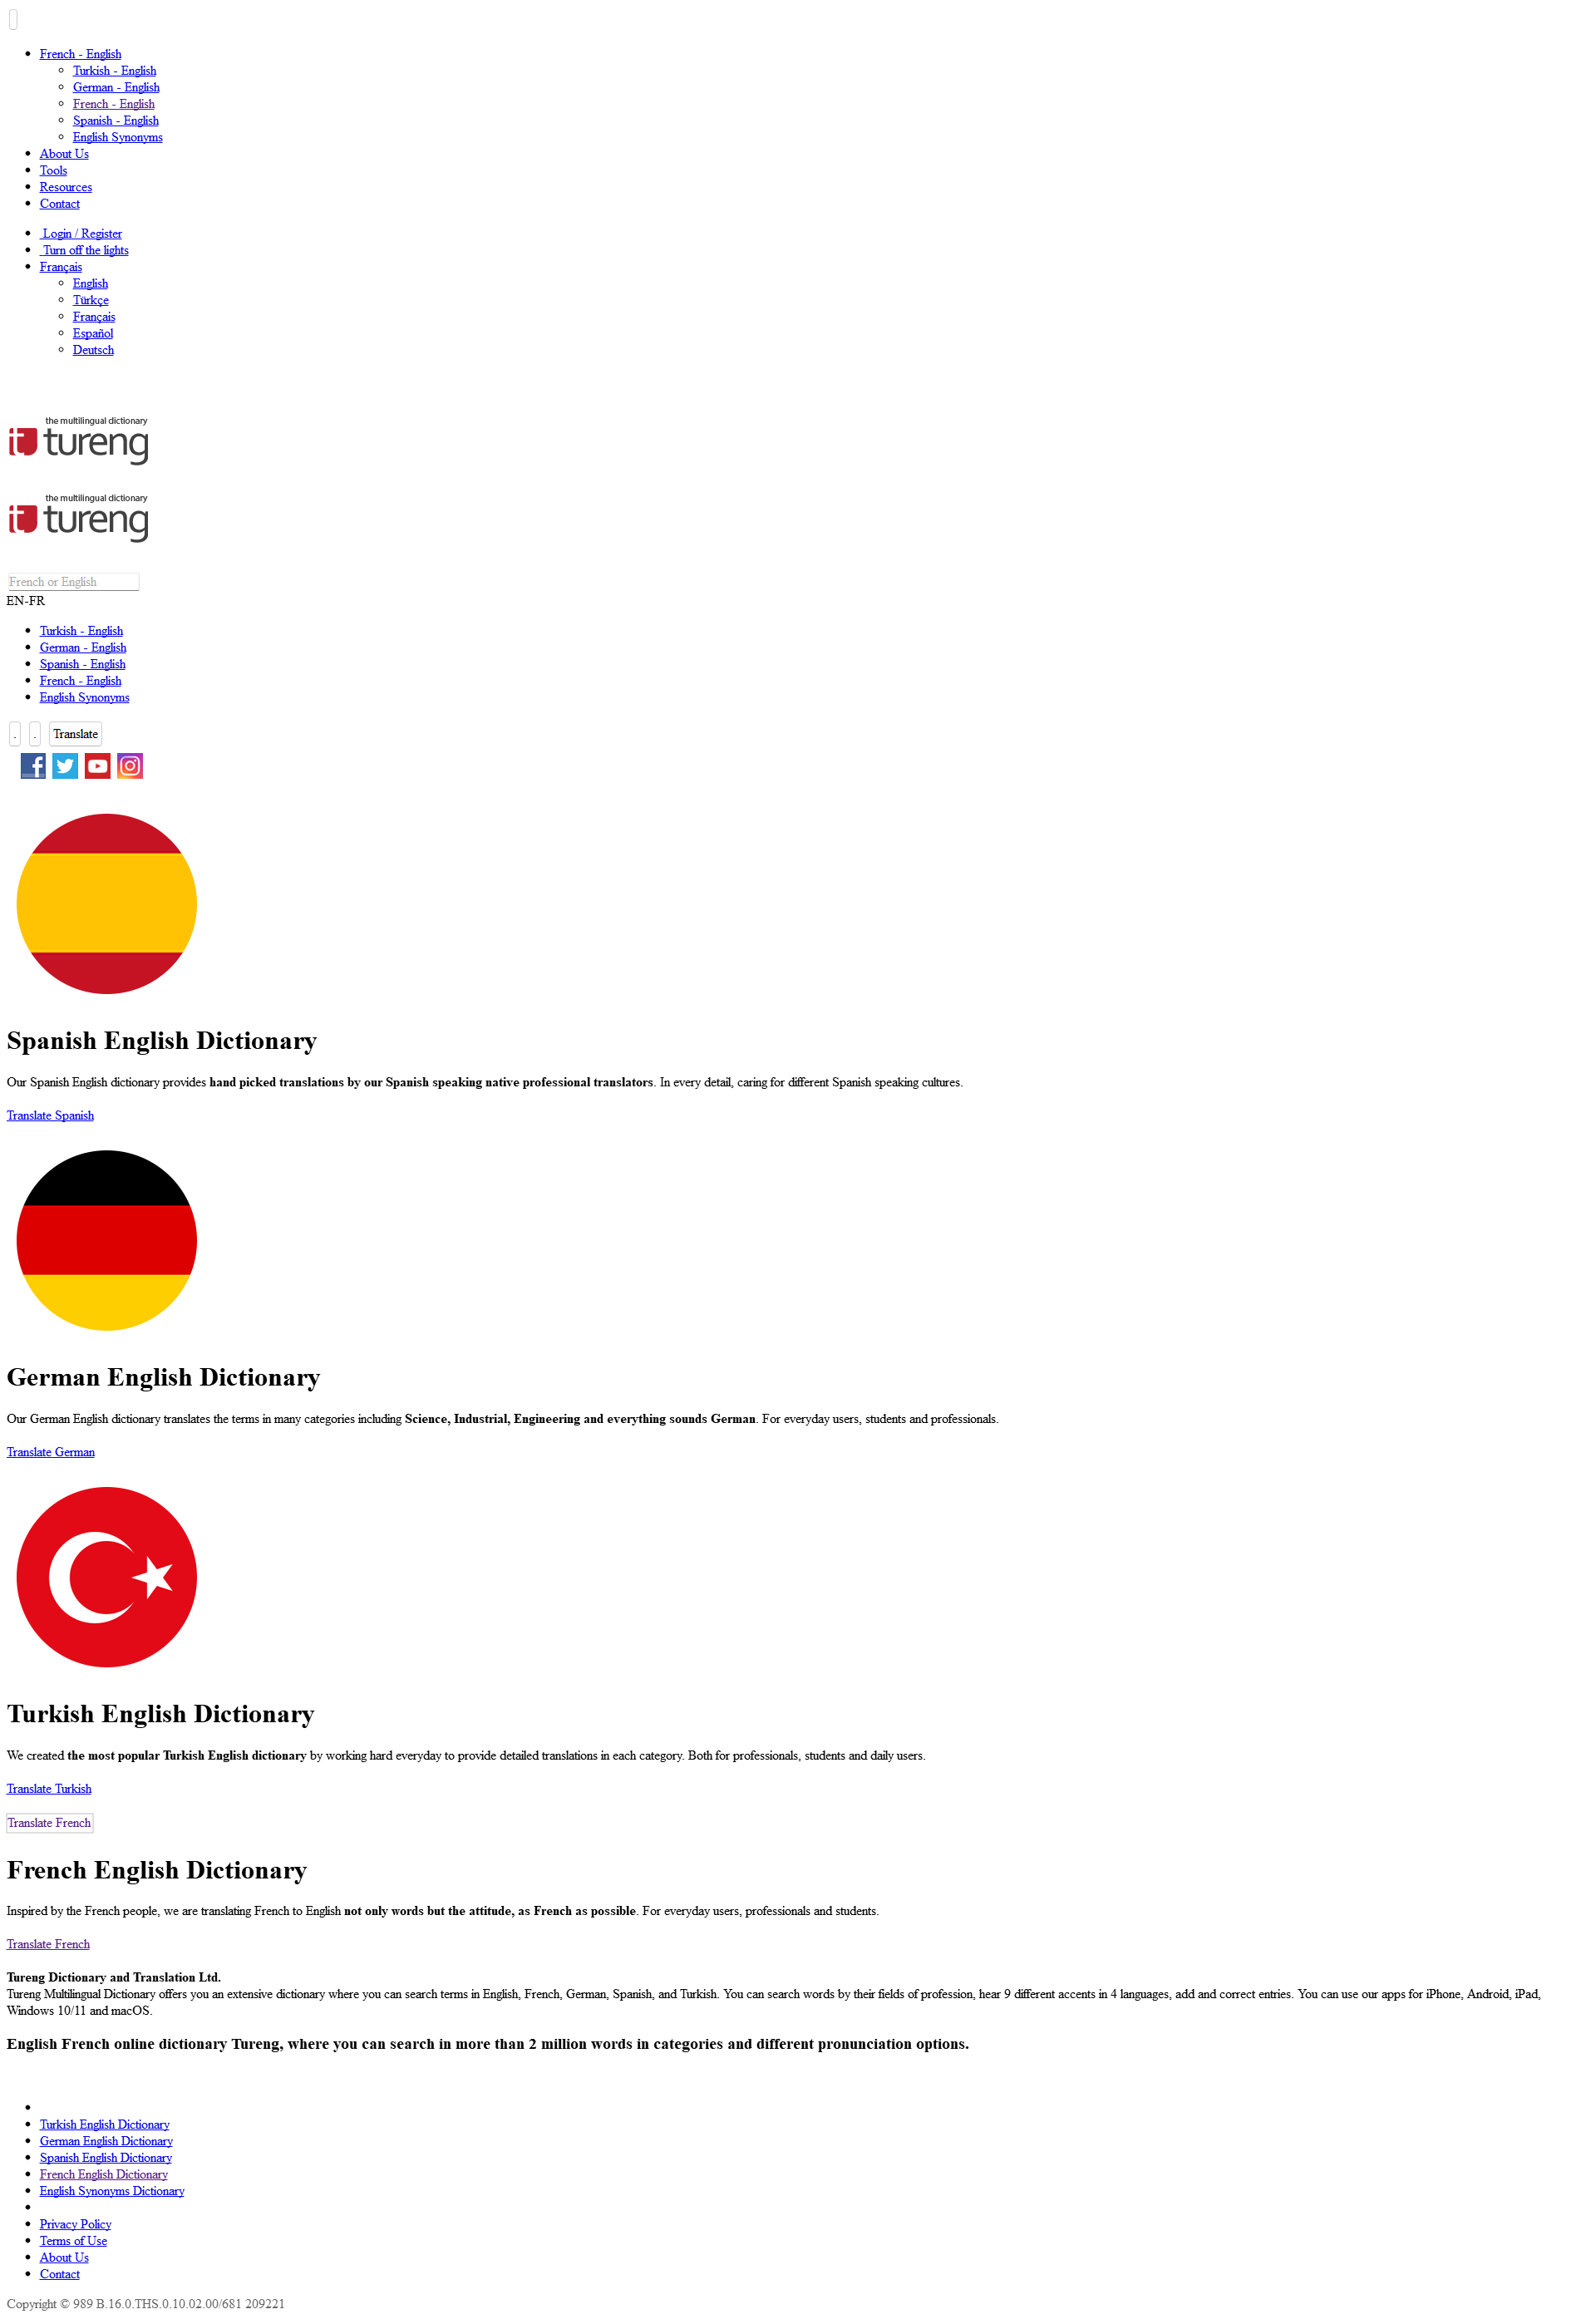 French - English
Turkish - English
German - English
French - English
Spanish - English
English Synonyms
About Us
Tools
Resources
Contact
Login / Register
Turn off the lights
Français
English
Türkçe
Français
Español
Deutsch
the multilingual dictionary
tureng
the multilingual dictionary
tureng
French or English
EN-FR
Turkish - English
German - English
Spanish - English
French - English
English Synonyms
. . Translate
Spanish English Dictionary
Our Spanish English dictionary provides hand picked translations by our Spanish speaking native professional translators. In every detail, caring for different Spanish speaking cultures.
Translate Spanish
German English Dictionary
Our German English dictionary translates the terms in many categories including Science, Industrial, Engineering and everything sounds German. For everyday users, students and professionals.
Translate German
Turkish English Dictionary
We created the most popular Turkish English dictionary by working hard everyday to provide detailed translations in each category. Both for professionals, students and daily users.
Translate Turkish
Translate French
French English Dictionary
Inspired by the French people, we are translating French to English not only words but the attitude, as French as possible. For everyday users, professionals and students.
Translate French
Tureng Dictionary and Translation Ltd.
Tureng Multilingual Dictionary offers you an extensive dictionary where you can search terms in English, French, German, Spanish, and Turkish. You can search words by their fields of profession, hear 9 different accents in 4 languages, add and correct entries. You can use our apps for iPhone, Android, iPad,
Windows 10/11 and macOS.
English French online dictionary Tureng, where you can search in more than 2 million words in categories and different pronunciation options.
Turkish English Dictionary
German English Dictionary
Spanish English Dictionary
French English Dictionary
English Synonyms Dictionary
Privacy Policy
Terms of Use
About Us
Contact
Copyright © 989 B.16.0.THS.0.10.02.00/681 209221